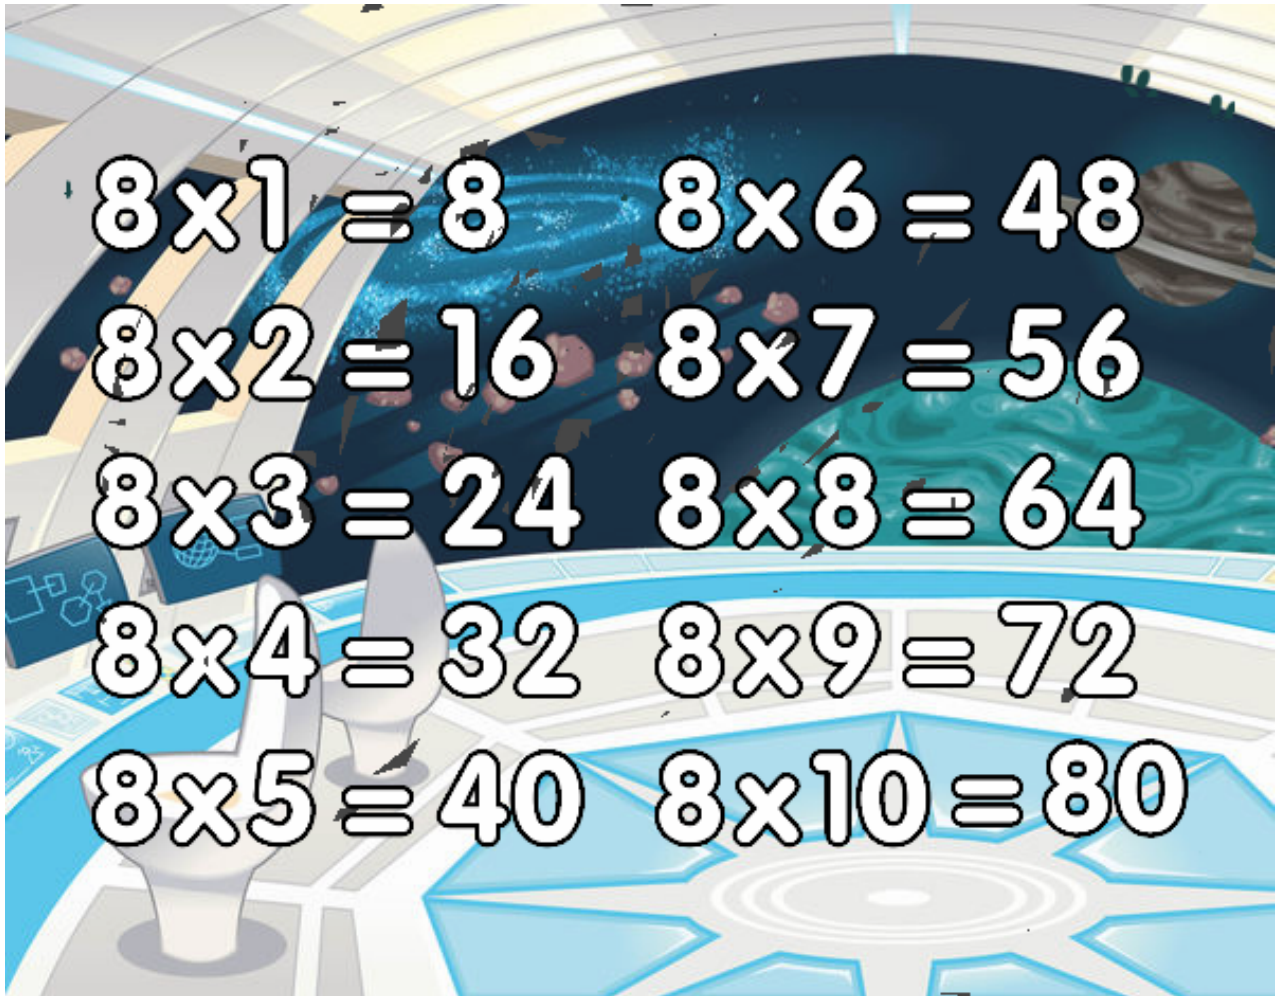 8x1 = 8
8x2 = 16
8x3 = 24
8x4 = 32
8x5 = 40
8x6 = 48
8x7 = 56
8x8 = 64
8x9 = 72
8x10 = 80